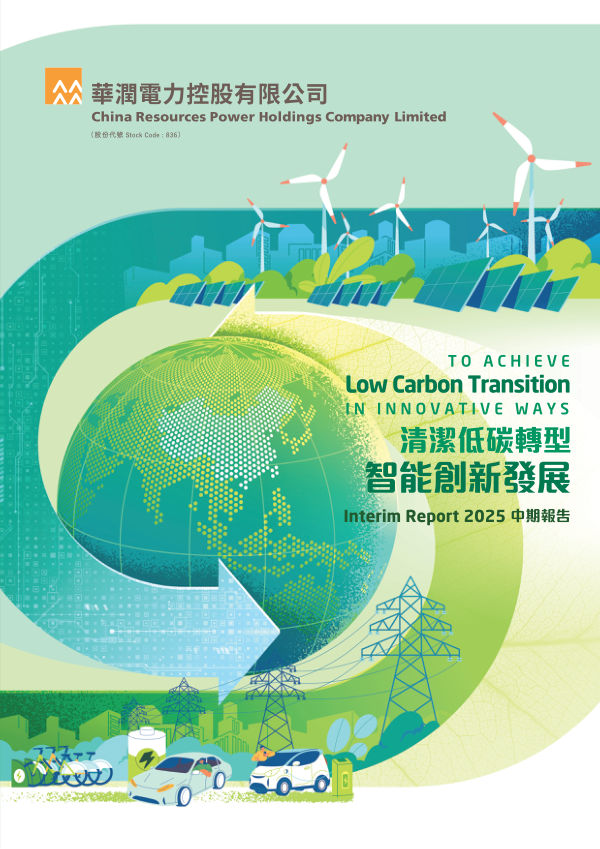 華潤電力控股有限公司
China Resources Power Holdings Company Limited
(股份代號 Stock Code : 836)
TO ACHIEVE
Low Carbon Transition
IN INNOVATIVE WAYS
清潔低碳轉型
智能創新發展
Interim Report 2025 中期報告